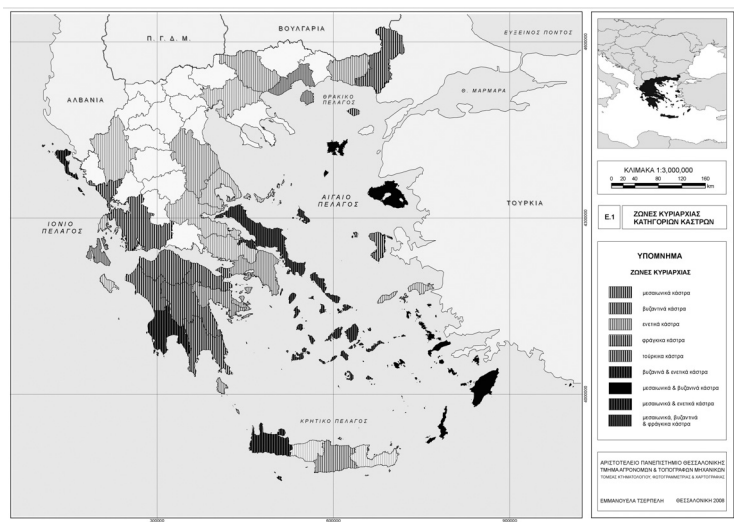 ΒΟΥΛΓΑΡΙΑ
Π. Γ. Δ. Μ.
ΕΥΞΕΙΝΟΣ ΠΟΝΤΟΣ
ΑΛΒΑΝΙΑ
ΘΡΑΚΙΚΟ
ΠΕΛΑΓΟΣ
Θ. ΜΑΡΜΑΡΑ
ΑΙΓΑΙΟ
ΠΕΛΑΓΟΣ
ΤΟΥΡΚΙΑ
ΙΟΝΙΟ
ΠΕΛΑΓΟΣ
ΚΡΗΤΙΚΟ ΠΕΛΑΓΟΣ
ΚΛΙΜΑΚΑ 1:3,000,000
0 20 40 80 120 160
km
Ε.1
ΖΩΝΕΣ ΚΥΡΙΑΡΧΙΑΣ
ΚΑΤΗΓΟΡΙΩΝ ΚΑΣΤΡΩΝ
ΥΠΟΜΝΗΜΑ
ΖΩΝΕΣ ΚΥΡΙΑΡΧΙΑΣ
μεσαιωνικά κάστρα
βυζαντινά κάστρα
ενετικά κάστρα
φράγκικα κάστρα
τούρκικα κάστρα
βυζαντινά & ενετικά κάστρα
μεσαιωνικά & βυζαντινά κάστρα
μεσαιωνικά & ενετικά κάστρα
μεσαιωνικά, βυζαντινά
& φράγκικα κάστρα
ΑΡΙΣΤΟΤΕΛΕΙΟ ΠΑΝΕΠΙΣΤΗΜΙΟ ΘΕΣΣΑΛΟΝΙΚΗΣ
ΤΜΗΜΑ ΑΓΡΟΝΟΜΩΝ & ΤΟΠΟΓΡΑΦΩΝ ΜΗΧΑΝΙΚΩΝ
ΤΟΜΕΑΣ ΚΤΗΜΑΤΟΛΟΓΙΟΥ, ΦΩΤΟΓΡΑΜΜΕΤΡΙΑΣ & ΧΑΡΤΟΓΡΑΦΙΑΣ
ΕΜΜΑΝΟΥΕΛΑ ΤΣΕΡΠΕΛΗ ΘΕΣΣΑΛΟΝΙΚΗ 2008